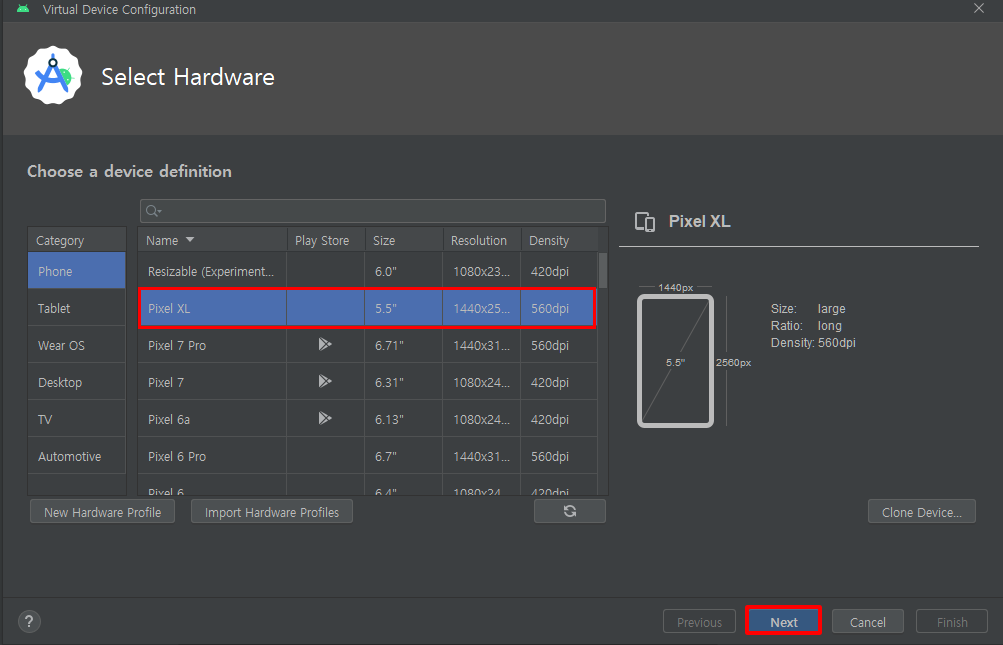 Virtual Device Configuration
Select Hardware
Choose a device definition
Category
Phone
Tablet
Wear OS
Desktop
TV
Automotive
Name Play Store Size Resolution Density
Resizable (Experiment... 6.0" 1080x23... 420dpi
Pixel XL 5.5" 1440x25... 560dpi
Pixel 7 Pro 6.71" 1440x31... 560dpi
Pixel 7 6.31" 1080x24... 420dpi
Pixel 6a 6.13" 1080x24... 420dpi
Pixel 6 Pro 6.7" 1440x31... 560dpi
Pixel 6 6.4" 1080x24... 420dpi
New Hardware Profile Import Hardware Profiles
Pixel XL
1440px
5.5"
2560px
Size: large
Ratio: long
Density: 560dpi
Clone Device...
?
Previous Next Cancel Finish